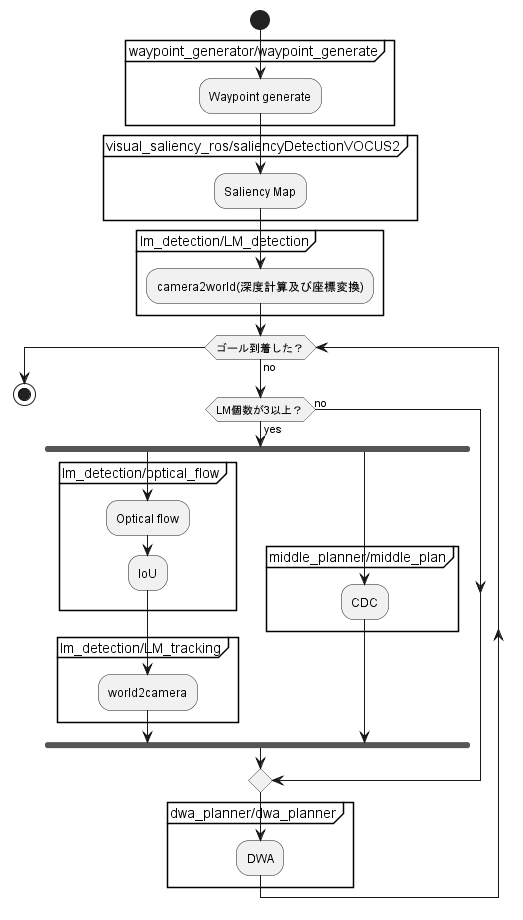 waypoint_generator/waypoint_generate
Waypoint generate
visual_saliency_ros/saliencyDetectionVOCUS2
Saliency Map
lm_detection/LM_detection
camera2world(深度計算及び座標変換)
ゴール到着した？
no
LM個数が3以上？
no
yes
lm_detection/optical_flow
Optical flow
IoU
middle_planner/middle_plan
CDC
lm_detection/LM_tracking
world2camera
dwa_planner/dwa_planner
DWA